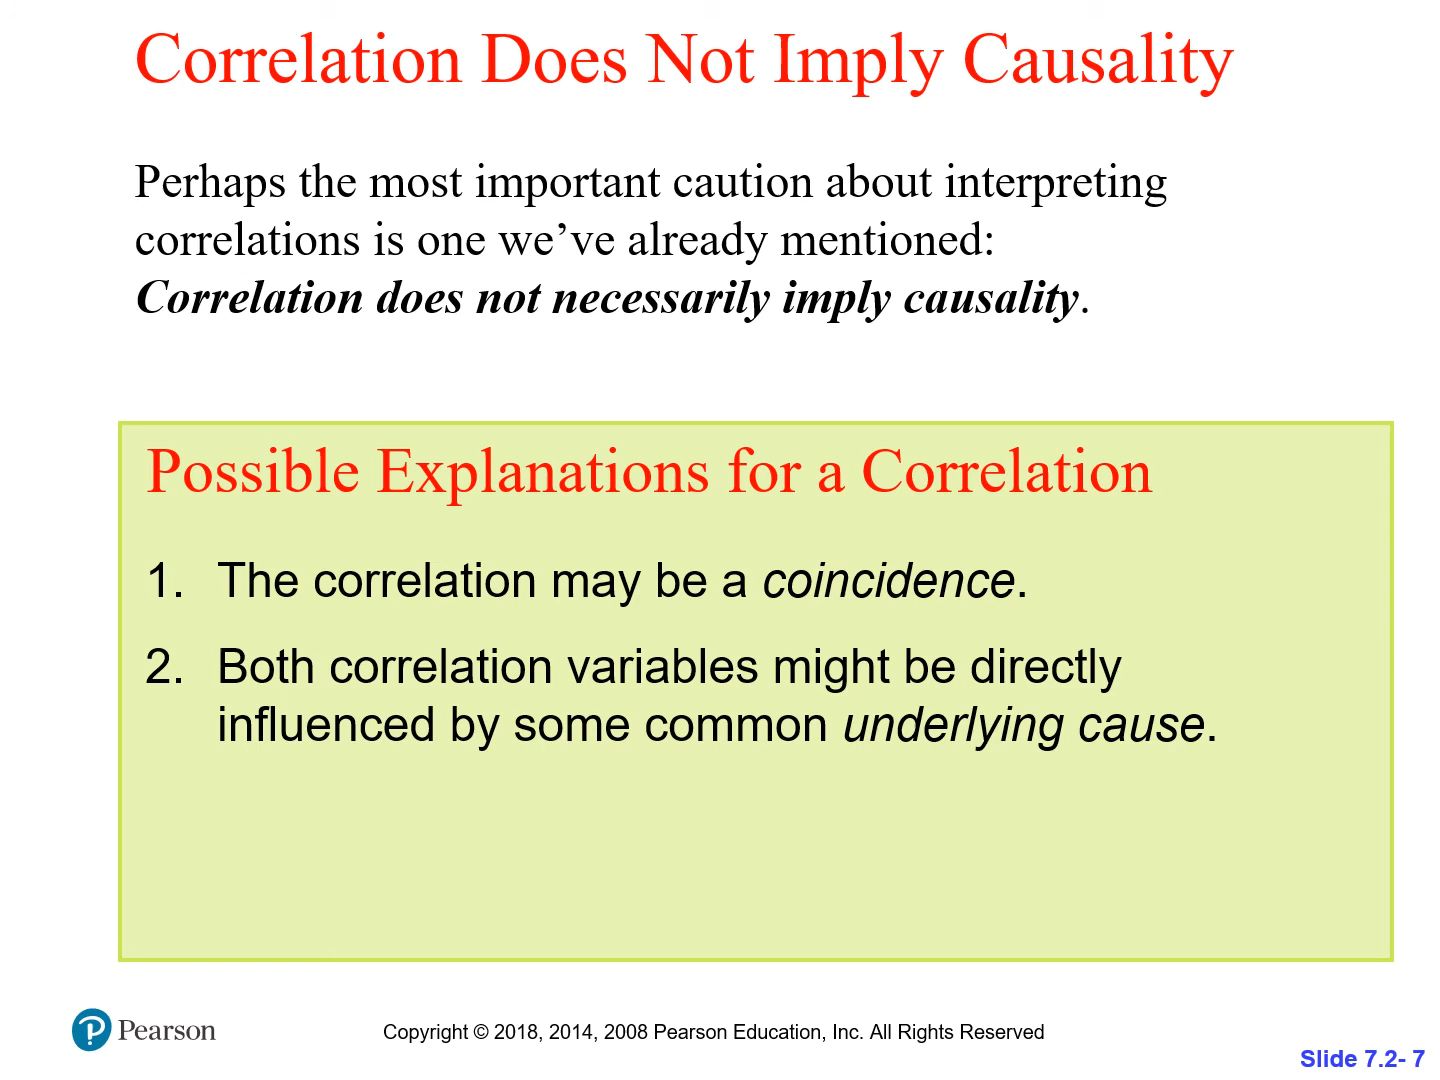 Correlation Does Not Imply Causality
Perhaps the most important caution about interpreting
correlations is one we’ve already mentioned:
Correlation does not necessarily imply causality.
Possible Explanations for a Correlation
1. The correlation may be a coincidence.
2. Both correlation variables might be directly
influenced by some common underlying cause.
Pearson
Copyright © 2018, 2014, 2008 Pearson Education, Inc. All Rights Reserved
Slide 7.2- 7